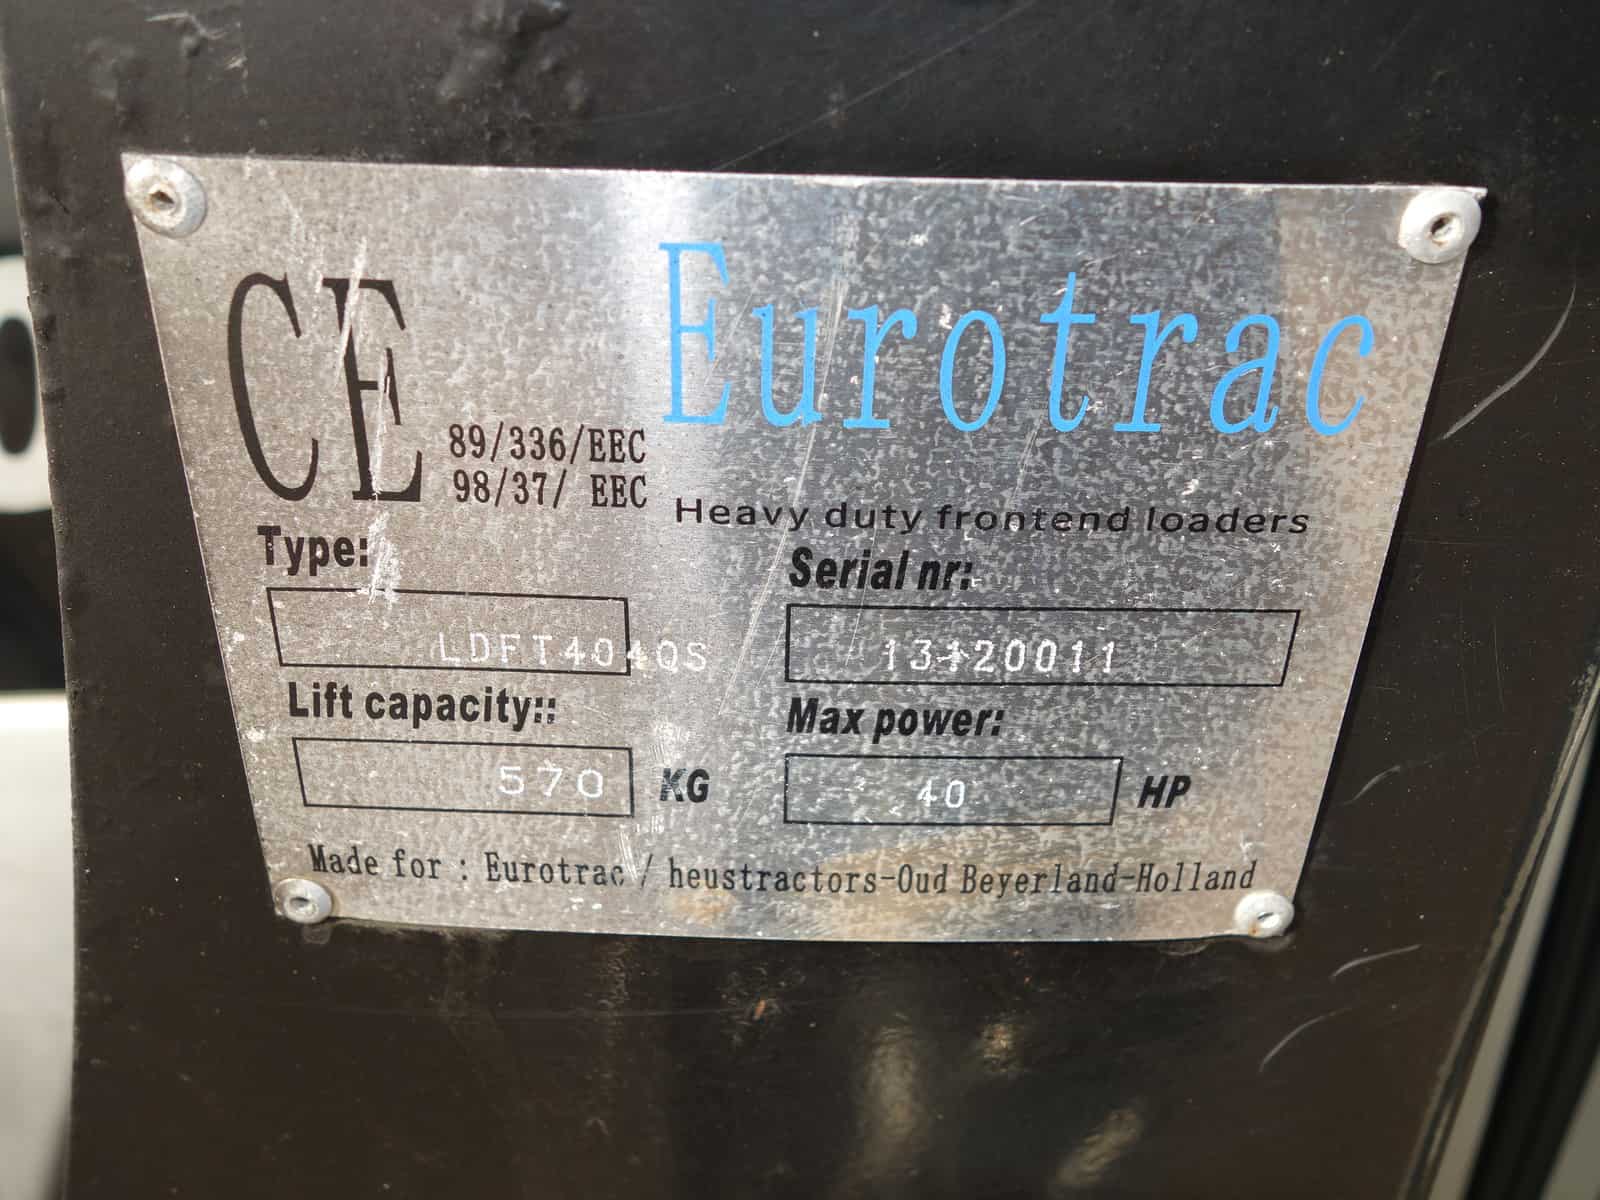 CE
Eurotrac
89/336/EEC
98/37/ EEC
Heavy duty frontend loaders
Type:
Serial nr:
LDFT404QS
13120011
Lift capacity::
Max power:
570 KG
40 HP
Made for : Eurotrac / heustractors-Oud Beyerland-Holland